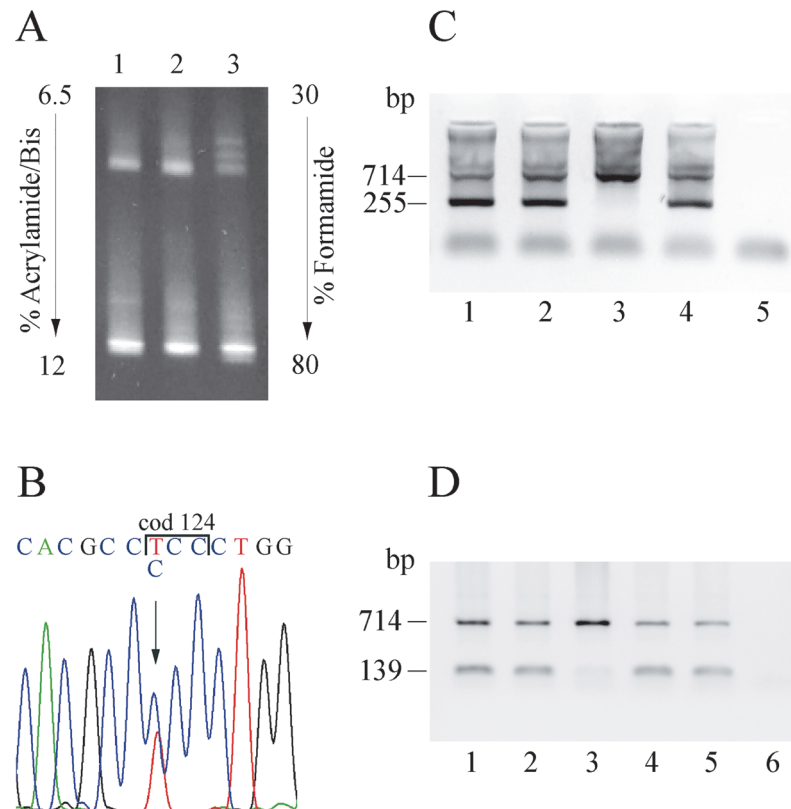 A
1 2 3
6.5
30
% Acrylamide/Bis
% Formamide
12
80
C
bp
714
255
1 2 3 4 5
B
cod 124
C A C G C C T C C C T G G
C
D
bp
714
139
1 2 3 4 5 6